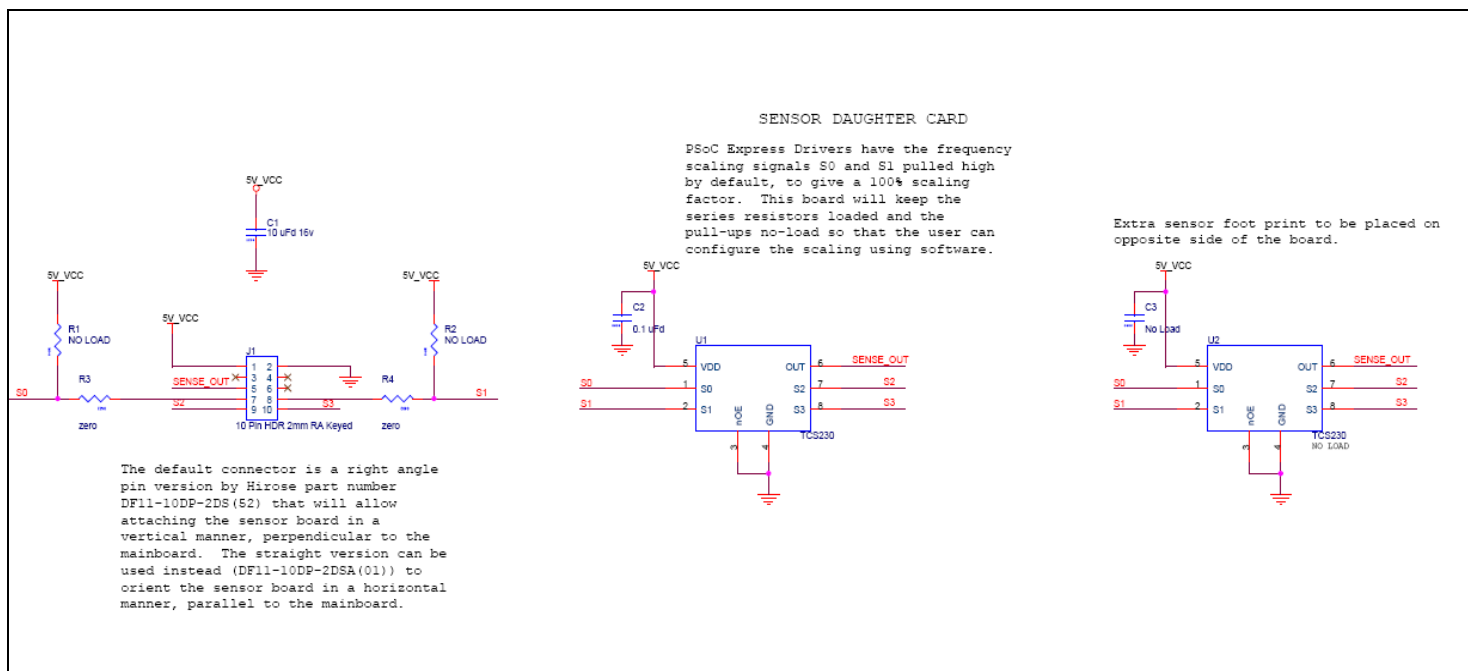 SENSOR DAUGHTER CARD
PSoC Express Drivers have the frequency
scaling signals S0 and S1 pulled high
by default, to give a 100% scaling
factor.  This board will keep the
series resistors loaded and the
pull-ups no-load so that the user can
configure the scaling using software.
Extra sensor foot print to be placed on
opposite side of the board.
5V_VCC
C1
10 uFd 16v
5V_VCC
R1
NO LOAD
5V_VCC
R2
NO LOAD
5V_VCC
J1
1 2
3 4
SENSE_OUT 5 6
S0 R3 7 8 R4 S1
S2 9 10 S3
zero
10 Pin HDR 2mm RA Keyed
zero
5V_VCC
C2
0.1 uFd
U1
5 VDD OUT 6 SENSE_OUT
S0 1 S0 S2 7 S2
S1 2 S1 S3 8 S3
nOE GND
TCS230
3 4
5V_VCC
C3
No Load
U2
5 VDD OUT 6 SENSE_OUT
S0 1 S0 S2 7 S2
S1 2 S1 S3 8 S3
nOE GND
TCS230
NO LOAD
3 4
The default connector is a right angle
pin version by Hirose part number
DF11-10DP-2DS(52) that will allow
attaching the sensor board in a
vertical manner, perpendicular to the
mainboard.  The straight version can be
used instead (DF11-10DP-2DSA(01)) to
orient the sensor board in a horizontal
manner, parallel to the mainboard.